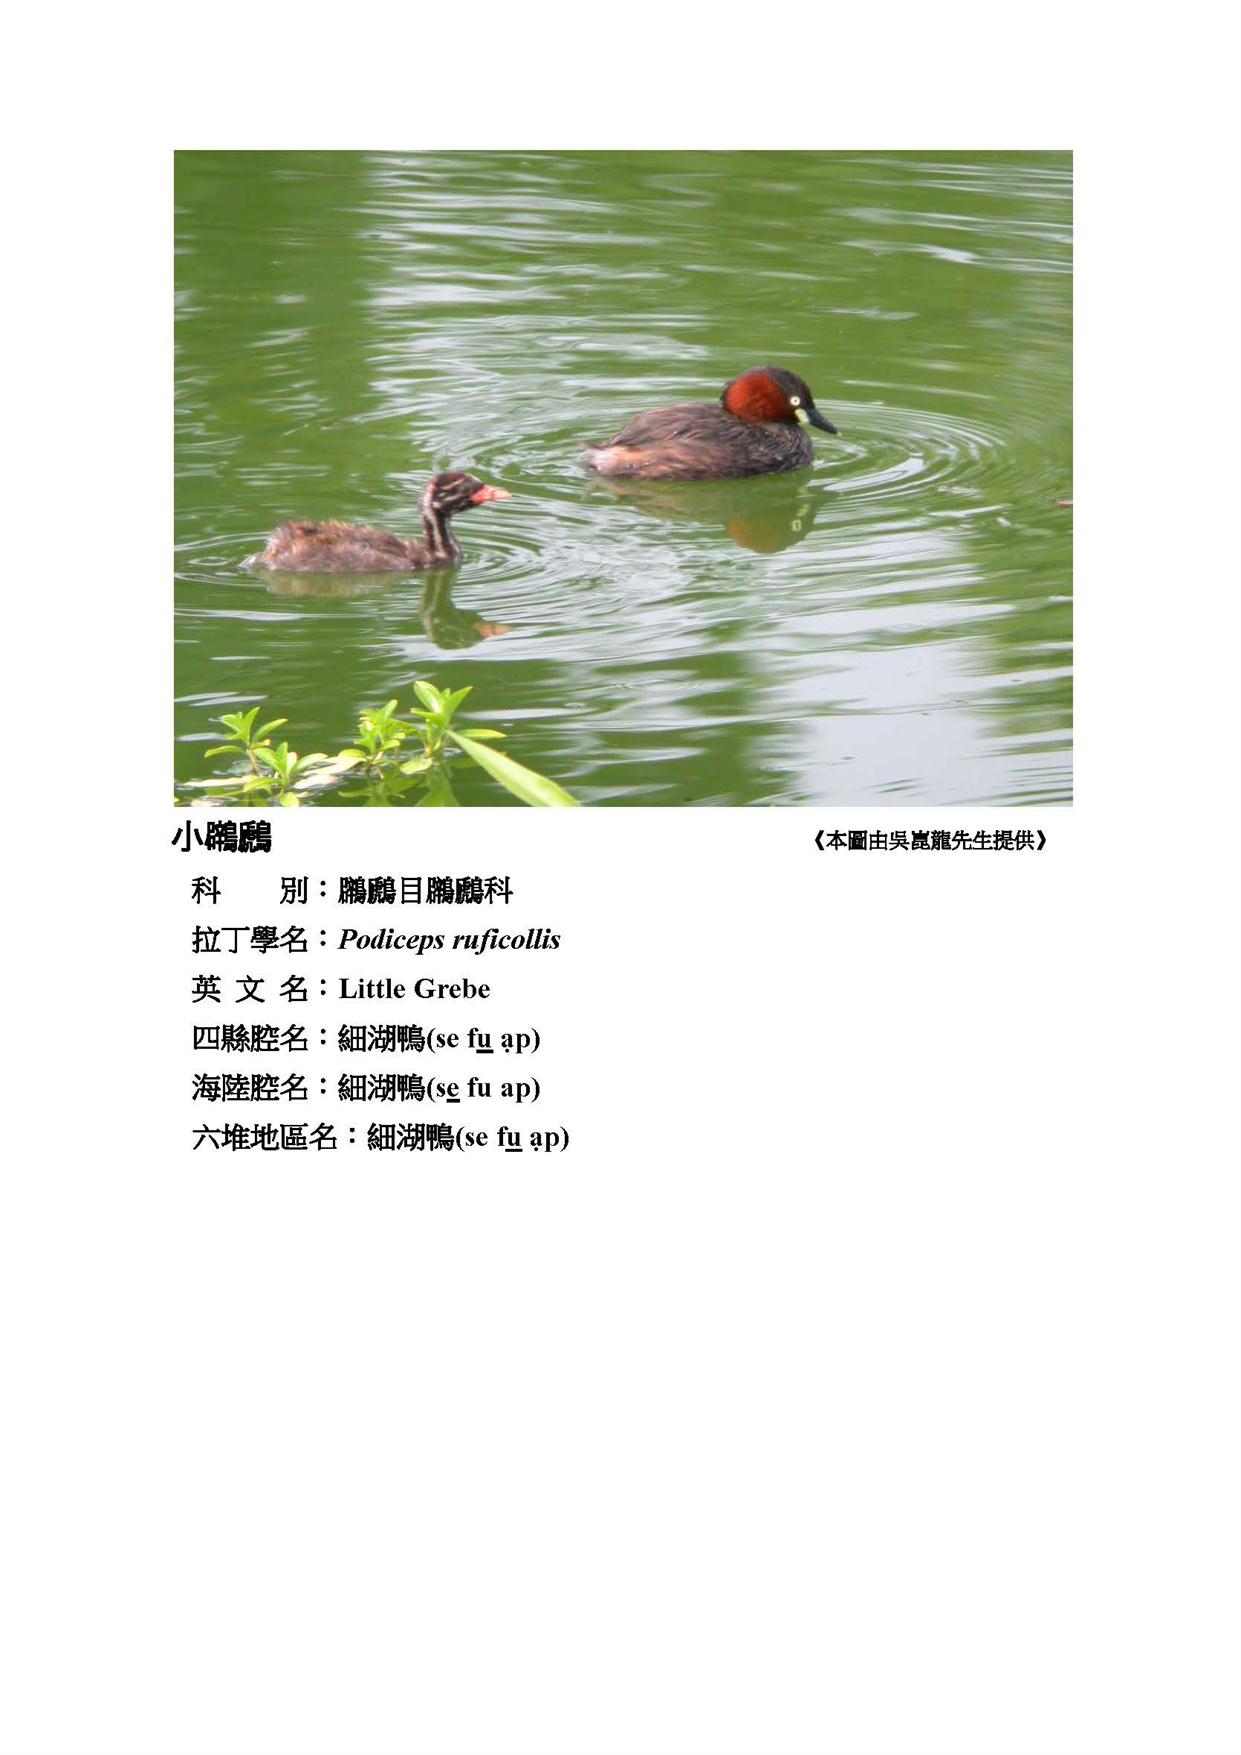 小鸊鷉
《本圖由吳崑龍先生提供》
科　　別：鸊鷉目鸊鷉科
拉丁學名：Podiceps ruficollis
英 文 名：Little Grebe
四縣腔名：細湖鴨(se fu̲ ạp)
海陸腔名：細湖鴨(se̲ fu ap)
六堆地區名：細湖鴨(se fu̲ ạp)